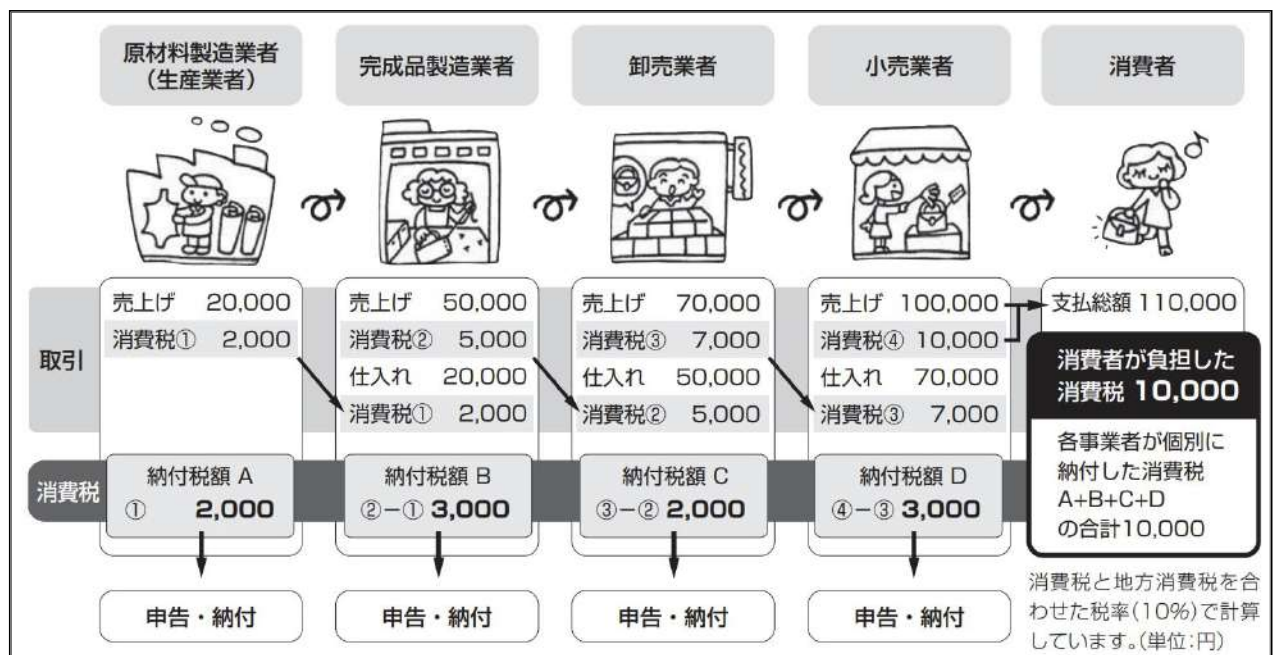 原材料製造業者
（生産業者）
完成品製造業者
卸売業者
小売業者
消費者
取引
売上げ 20,000
消費税① 2,000
売上げ 50,000
消費税② 5,000
仕入れ 20,000
消費税① 2,000
売上げ 70,000
消費税③ 7,000
仕入れ 50,000
消費税② 5,000
売上げ 100,000
消費税④ 10,000
仕入れ 70,000
消費税③ 7,000
支払総額 110,000
消費者が負担した
消費税 10,000
各事業者が個別に
納付した消費税
A+B+C+D
の合計10,000
消費税
納付税額 A
① 2,000
納付税額 B
②－① 3,000
納付税額 C
③－② 2,000
納付税額 D
④－③ 3,000
申告・納付
申告・納付
申告・納付
申告・納付
消費税と地方消費税を合
わせた税率(10%)で計算
しています。(単位:円)